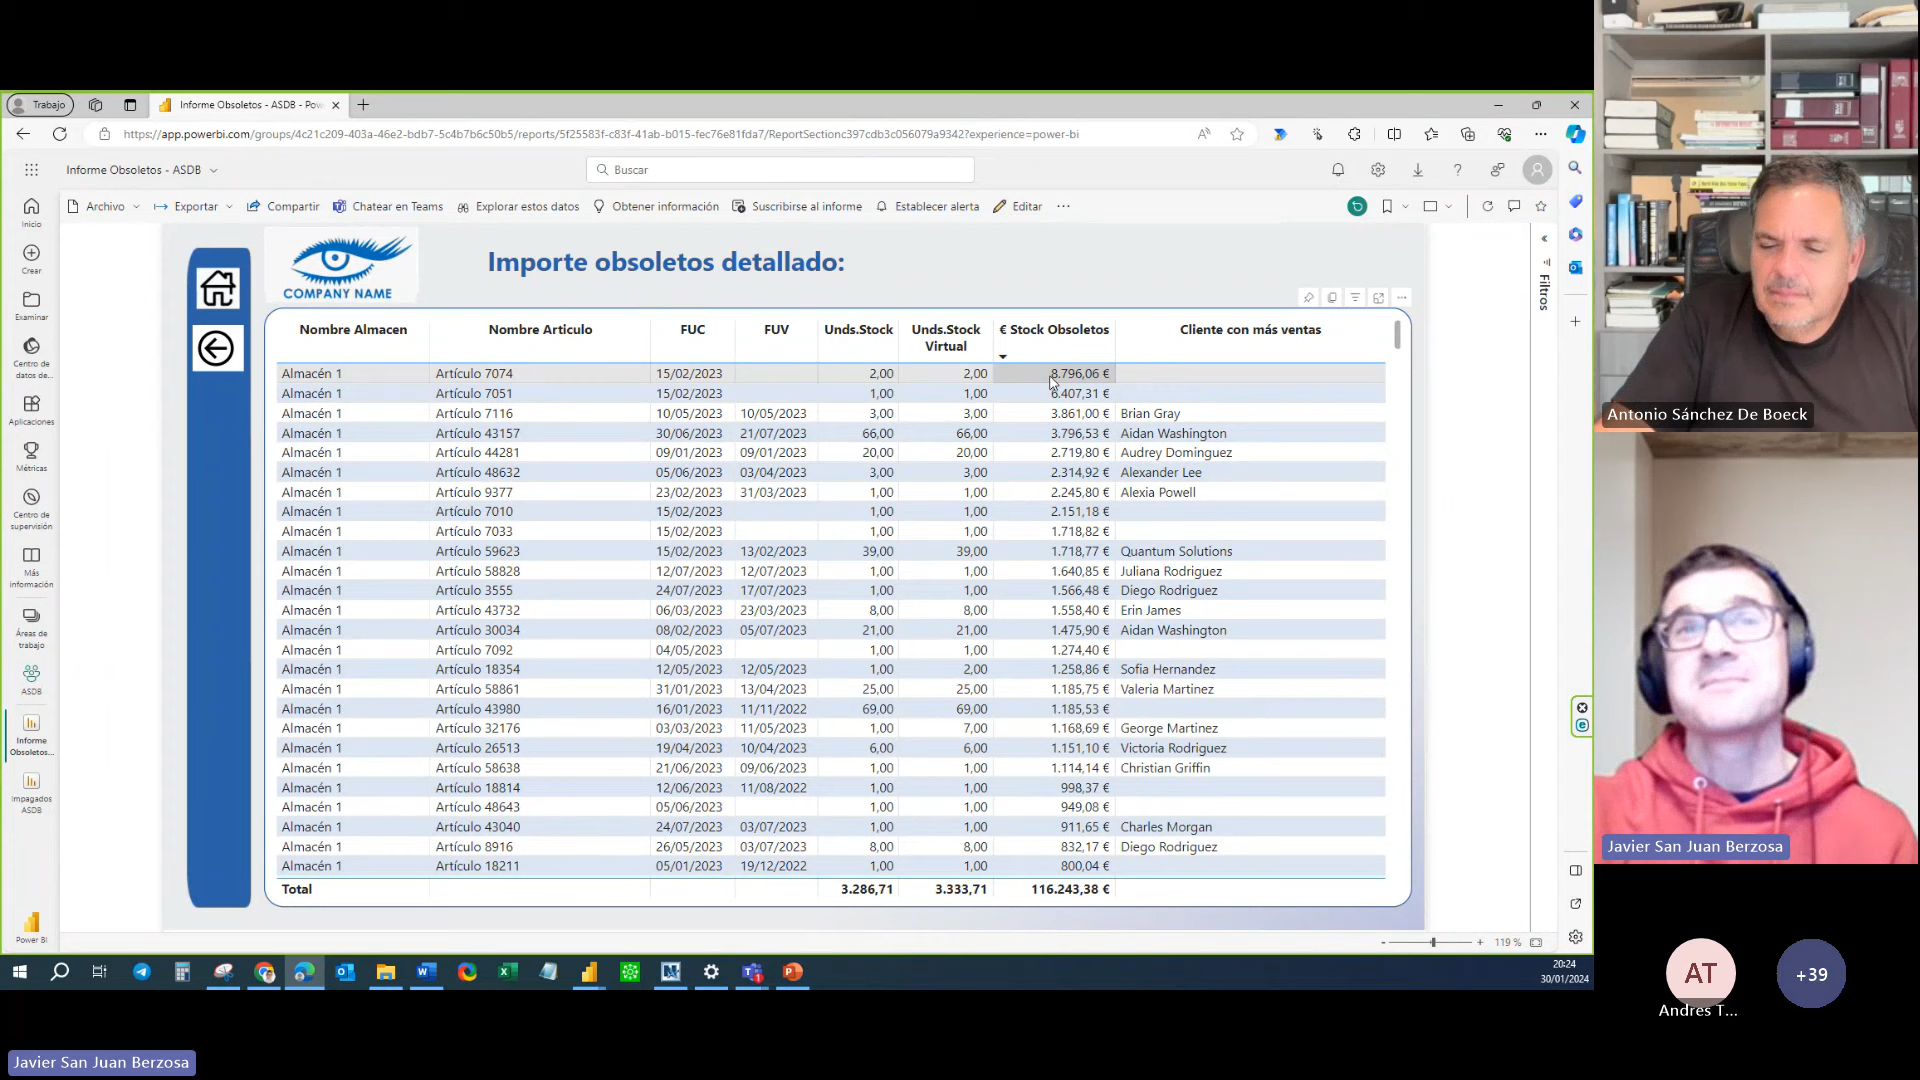 Trabajo
Informe Obsoletos - ASDB - Pow
https://app.powerbi.com/groups/4c21c209-403a-46e2-bdb7-5c4b7b6c50b5/reports/5f25583f-c83f-41ab-b015-fec76e81fda7/ReportSectionc397cdb3c056079a9342?experience=power-bi
Informe Obsoletos - ASDB
Buscar
Archivo Exportar Compartir Chatear en Teams Explorar estos datos Obtener información Suscribirse al informe Establecer alerta Editar
Inicio
Crear
Examinar
Centro de
datos de...
Aplicaciones
Métricas
Centro de
supervisión
Más
información
Áreas de
trabajo
ASDB
Informe
Obsoletos...
Impagados
ASDB
Power BI
COMPANY NAME
Importe obsoletos detallado:
Filtros
Nombre Almacen Nombre Articulo FUC FUV Unds.Stock Unds.Stock Virtual € Stock Obsoletos Cliente con más ventas
Almacén 1 Artículo 7074 15/02/2023 2,00 2,00 8.796,06 €
Almacén 1 Artículo 7051 15/02/2023 1,00 1,00 6.407,31 €
Almacén 1 Artículo 7116 10/05/2023 10/05/2023 3,00 3,00 3.861,00 € Brian Gray
Almacén 1 Artículo 43157 30/06/2023 21/07/2023 66,00 66,00 3.796,53 € Aidan Washington
Almacén 1 Artículo 44281 09/01/2023 09/01/2023 20,00 20,00 2.719,80 € Audrey Dominguez
Almacén 1 Artículo 48632 05/06/2023 03/04/2023 3,00 3,00 2.314,92 € Alexander Lee
Almacén 1 Artículo 9377 23/02/2023 31/03/2023 1,00 1,00 2.245,80 € Alexia Powell
Almacén 1 Artículo 7010 15/02/2023 1,00 1,00 2.151,18 €
Almacén 1 Artículo 7033 15/02/2023 1,00 1,00 1.718,82 €
Almacén 1 Artículo 59623 15/02/2023 13/02/2023 39,00 39,00 1.718,77 € Quantum Solutions
Almacén 1 Artículo 58828 12/07/2023 12/07/2023 1,00 1,00 1.640,85 € Juliana Rodriguez
Almacén 1 Artículo 3555 24/07/2023 17/07/2023 1,00 1,00 1.566,48 € Diego Rodriguez
Almacén 1 Artículo 43732 06/03/2023 23/03/2023 8,00 8,00 1.558,40 € Erin James
Almacén 1 Artículo 30034 08/02/2023 05/07/2023 21,00 21,00 1.475,90 € Aidan Washington
Almacén 1 Artículo 7092 04/05/2023 1,00 1,00 1.274,40 €
Almacén 1 Artículo 18354 12/05/2023 12/05/2023 1,00 2,00 1.258,86 € Sofia Hernandez
Almacén 1 Artículo 58861 31/01/2023 13/04/2023 25,00 25,00 1.185,75 € Valeria Martinez
Almacén 1 Artículo 43980 16/01/2023 11/11/2022 69,00 69,00 1.185,53 €
Almacén 1 Artículo 32176 03/03/2023 11/05/2023 1,00 7,00 1.168,69 € George Martinez
Almacén 1 Artículo 26513 19/04/2023 10/04/2023 6,00 6,00 1.151,10 € Victoria Rodriguez
Almacén 1 Artículo 58638 21/06/2023 09/06/2023 1,00 1,00 1.114,14 € Christian Griffin
Almacén 1 Artículo 18814 12/06/2023 11/08/2022 1,00 1,00 998,37 €
Almacén 1 Artículo 48643 05/06/2023 1,00 1,00 949,08 €
Almacén 1 Artículo 43040 24/07/2023 03/07/2023 1,00 1,00 911,65 € Charles Morgan
Almacén 1 Artículo 8916 26/05/2023 03/07/2023 8,00 8,00 832,17 € Diego Rodriguez
Almacén 1 Artículo 18211 05/01/2023 19/12/2022 1,00 1,00 800,04 €
Total 3.286,71 3.333,71 116.243,38 €
119 %
20:24
30/01/2024
Antonio Sánchez De Boeck
Javier San Juan Berzosa
AT
Andres T...
+39
Javier San Juan Berzosa